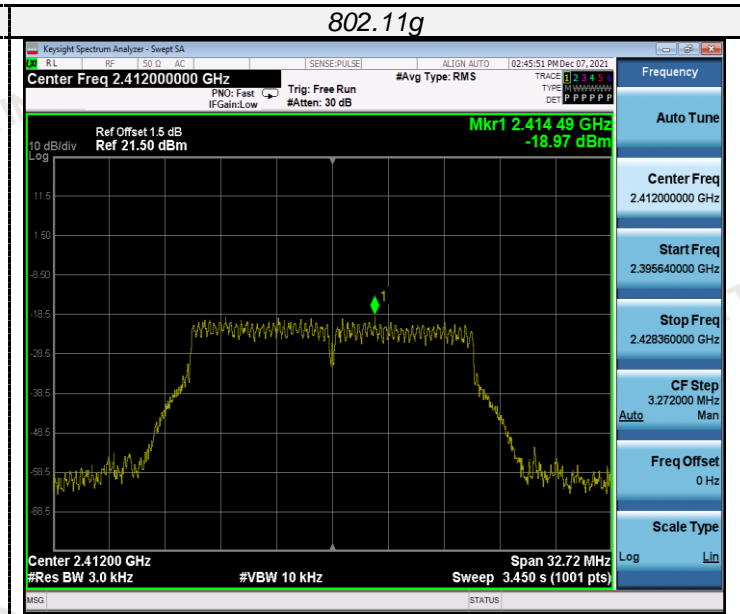 802.11g
Keysight Spectrum Analyzer - Swept SA
RL RF 50 Ω AC SENSE:PULSE ALIGN AUTO 02:45:51 PM Dec 07, 2021
Center Freq 2.412000000 GHz
PNO: Fast
IFGain:Low
Trig: Free Run
#Atten: 30 dB
#Avg Type: RMS
TRACE 1 2 3 4 5 6
TYPE M W W W W W
DET P P P P P P
Ref Offset 1.5 dB
10 dB/div Ref 21.50 dBm
Log
Mkr1 2.414 49 GHz
-18.97 dBm
11.5
1.50
-8.50
-18.5
-28.5
-38.5
-48.5
-58.5
-68.5
1
Center 2.41200 GHz
Span 32.72 MHz
#Res BW 3.0 kHz
#VBW 10 kHz
Sweep 3.450 s (1001 pts)
MSG
STATUS
Frequency
Auto Tune
Center Freq
2.412000000 GHz
Start Freq
2.395640000 GHz
Stop Freq
2.428360000 GHz
CF Step
3.272000 MHz
Auto Man
Freq Offset
0 Hz
Scale Type
Log Lin